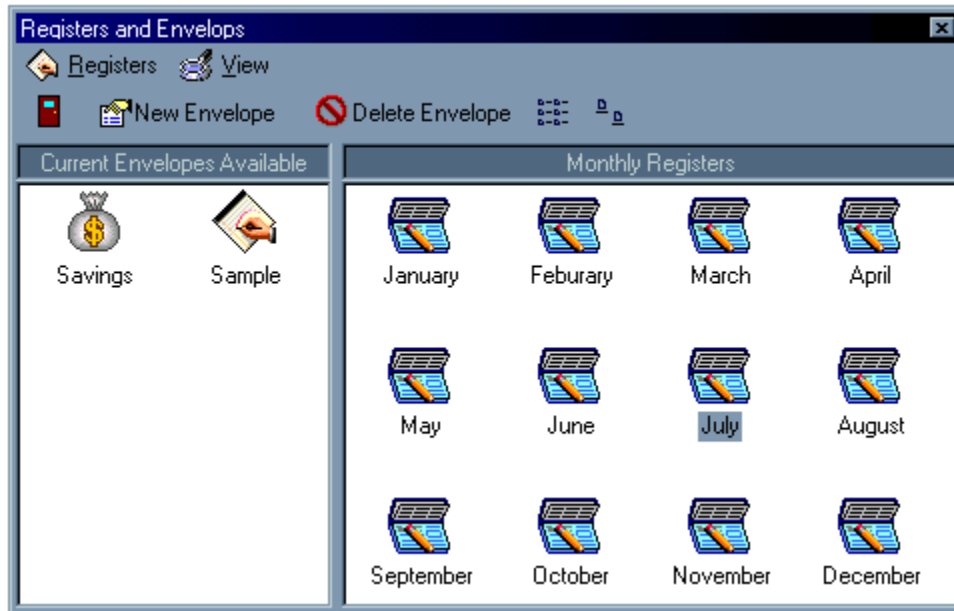 Registers and Envelops
Registers View
New Envelope Delete Envelope
Current Envelopes Available
Savings Sample
Monthly Registers
January Feburary March April
May June July August
September October November December